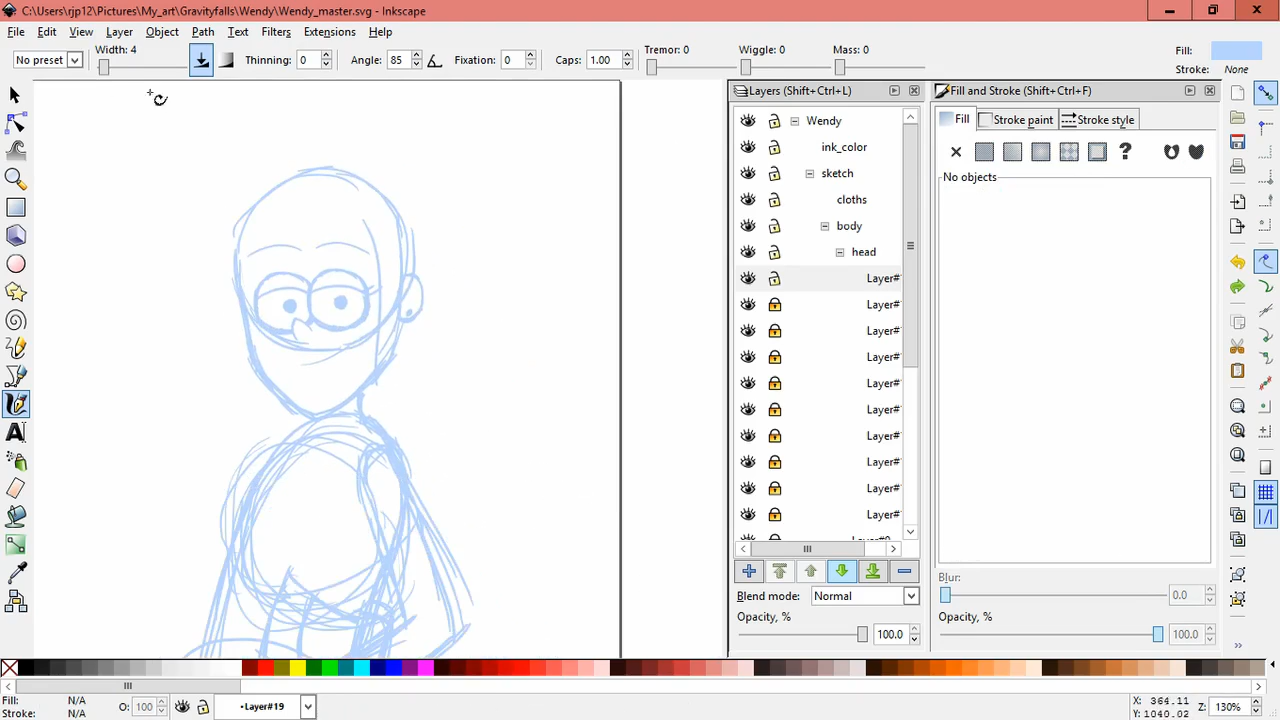 C:\Users\rjp12\Pictures\My_art\Gravityfalls\Wendy\Wendy_master.svg - Inkscape
File Edit View Layer Object Path Text Filters Extensions Help
No preset Width: 4 Thinning: 0 Angle: 85 Fixation: 0 Caps: 1.00 Tremor: 0 Wiggle: 0 Mass: 0 Fill:
Stroke: None
Layers (Shift+Ctrl+L)
Wendy
ink_color
sketch
cloths
body
head
Layer#
Layer#
Layer#
Layer#
Layer#
Layer#
Layer#
Layer#
Layer#
Layer#
Blend mode: Normal
Opacity, % 100.0
Fill and Stroke (Shift+Ctrl+F)
Fill Stroke paint Stroke style
?
No objects
Blur:
0.0
Opacity, %
100.0
Fill: N/A O: 100 •Layer#19 X: 364.11 Z: 130%
Stroke: N/A Y: 1040.02